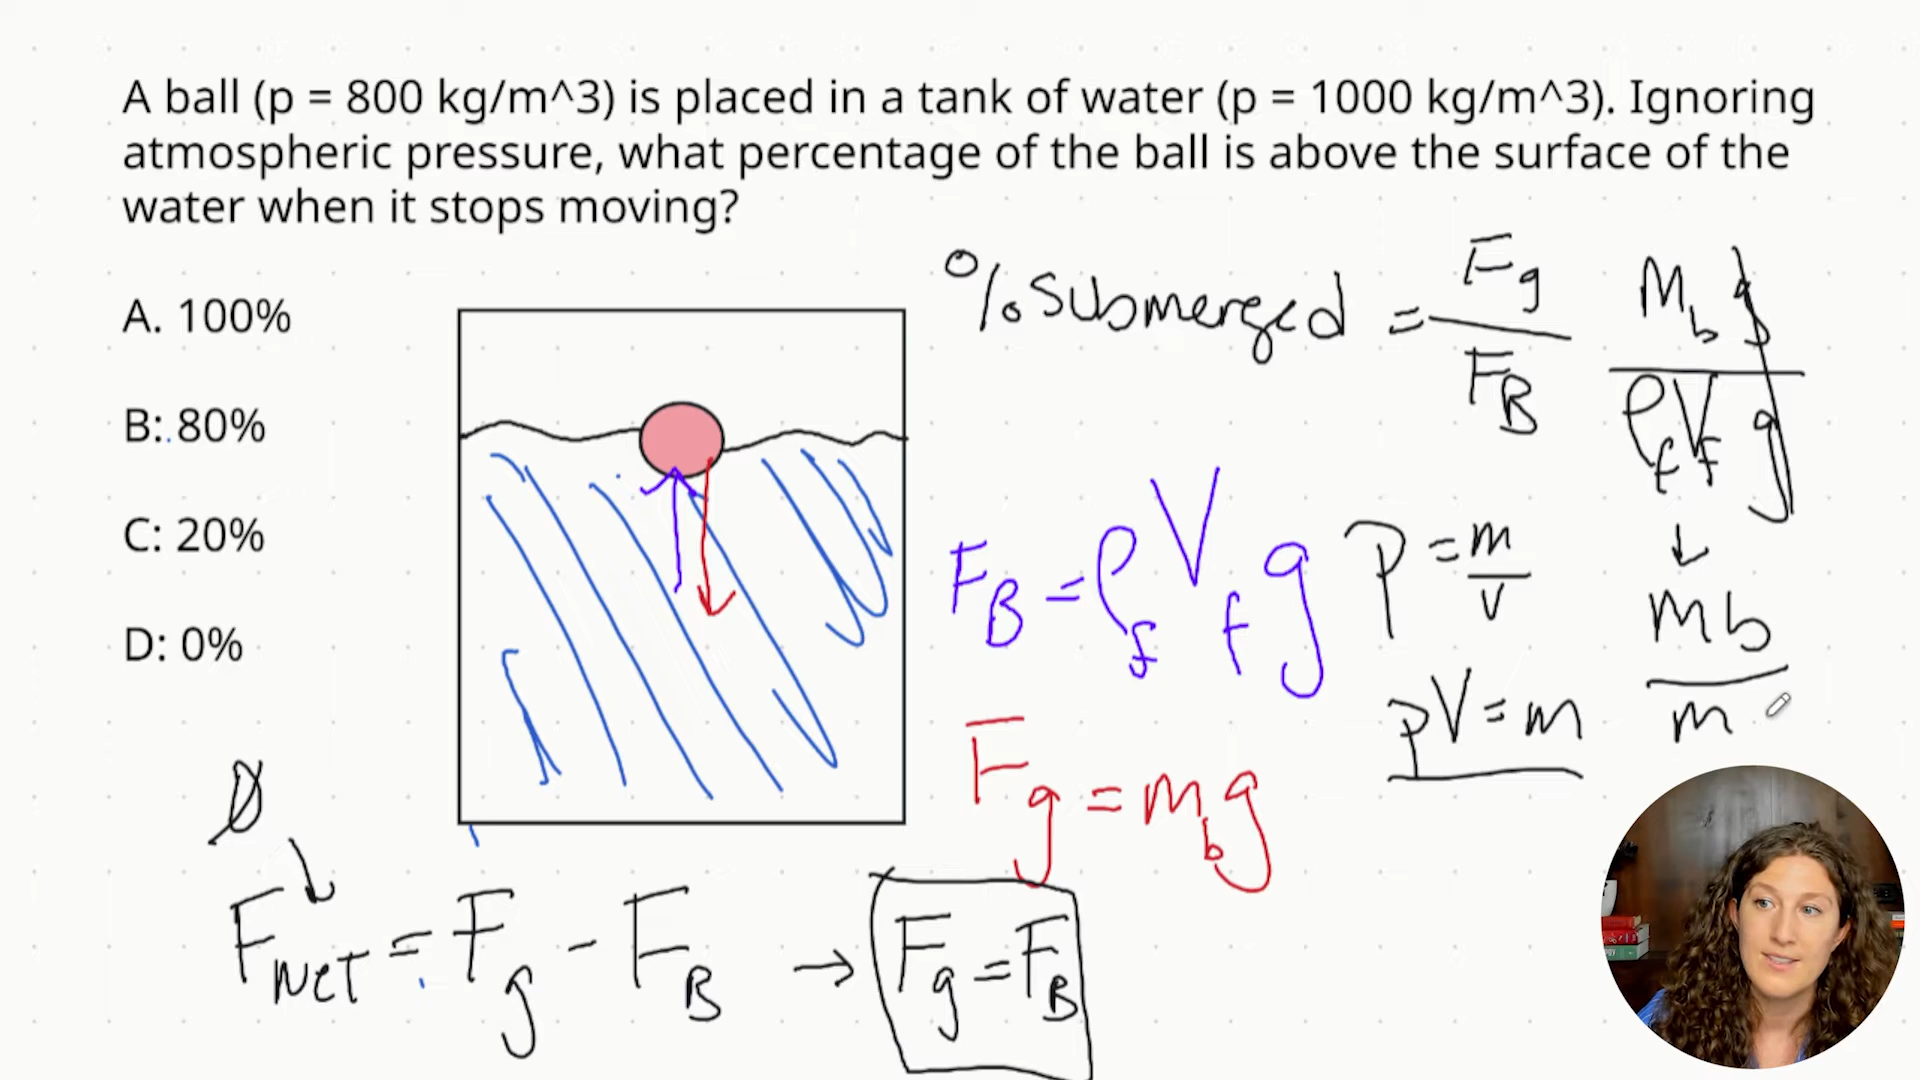 A ball (p = 800 kg/m^3) is placed in a tank of water (p = 1000 kg/m^3). Ignoring
atmospheric pressure, what percentage of the ball is above the surface of the
water when it stops moving?
A. 100%
B: 80%
C: 20%
D: 0%
% Submerged = Fg / FB
Mb g / ρf Vf g
↓
mb / m
FB = ρf Vf g
P = m / v
pV = m
Fg = mb g
Ø
↓
FNET = Fg - FB → Fg = FB